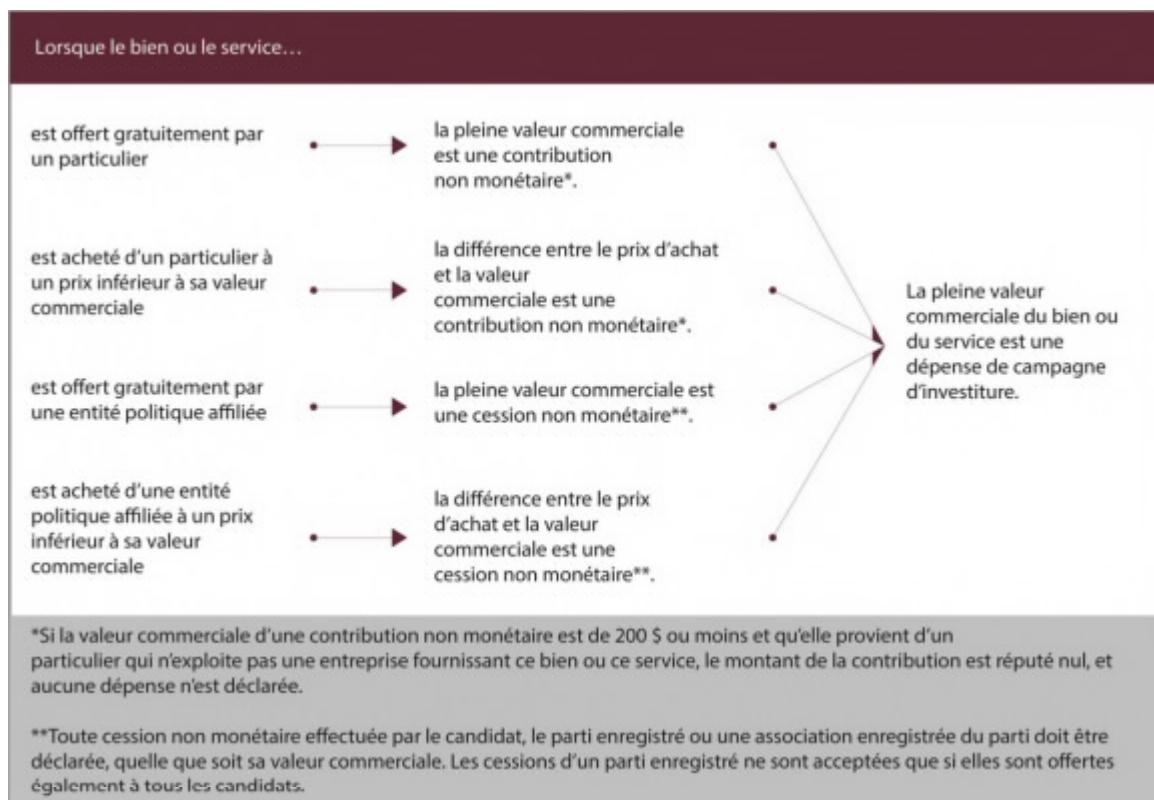 Lorsque le bien ou le service…
est offert gratuitement par
un particulier
la pleine valeur commerciale
est une contribution
non monétaire*.
est acheté d’un particulier à
un prix inférieur à sa valeur
commerciale
la différence entre le prix d’achat
et la valeur
commerciale est une
contribution non monétaire*.
est offert gratuitement par
une entité politique affiliée
la pleine valeur commerciale est
une cession non monétaire**.
est acheté d’une entité
politique affiliée à un prix
inférieur à sa valeur
commerciale
la différence entre le prix
d’achat et la valeur
commerciale est une
cession non monétaire**.
La pleine valeur
commerciale du bien ou
du service est une
dépense de campagne
d’investiture.
*Si la valeur commerciale d’une contribution non monétaire est de 200 $ ou moins et qu’elle provient d’un
particulier qui n’exploite pas une entreprise fournissant ce bien ou ce service, le montant de la contribution est réputé nul, et
aucune dépense n’est déclarée.
**Toute cession non monétaire effectuée par le candidat, le parti enregistré ou une association enregistrée du parti doit être
déclarée, quelle que soit sa valeur commerciale. Les cessions d’un parti enregistré ne sont acceptées que si elles sont offertes
également à tous les candidats.